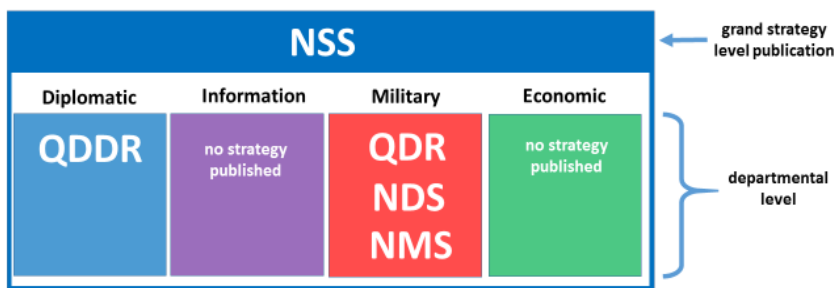 NSS
grand strategy
level publication
Diplomatic
Information
Military
Economic
QDDR
no strategy
published
QDR
NDS
NMS
no strategy
published
departmental
level